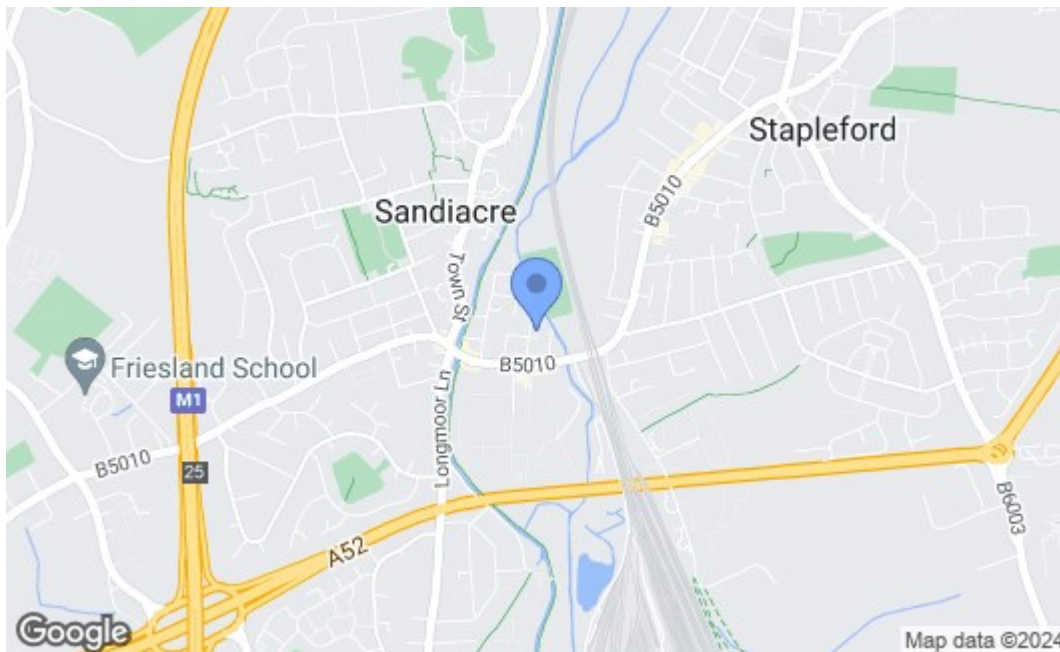 Stapleford
B5010
Sandiacre
Town St
Friesland School
M1
B5010
Longmoor Ln
B5010
25
B6003
A52
Google
Map data ©2024